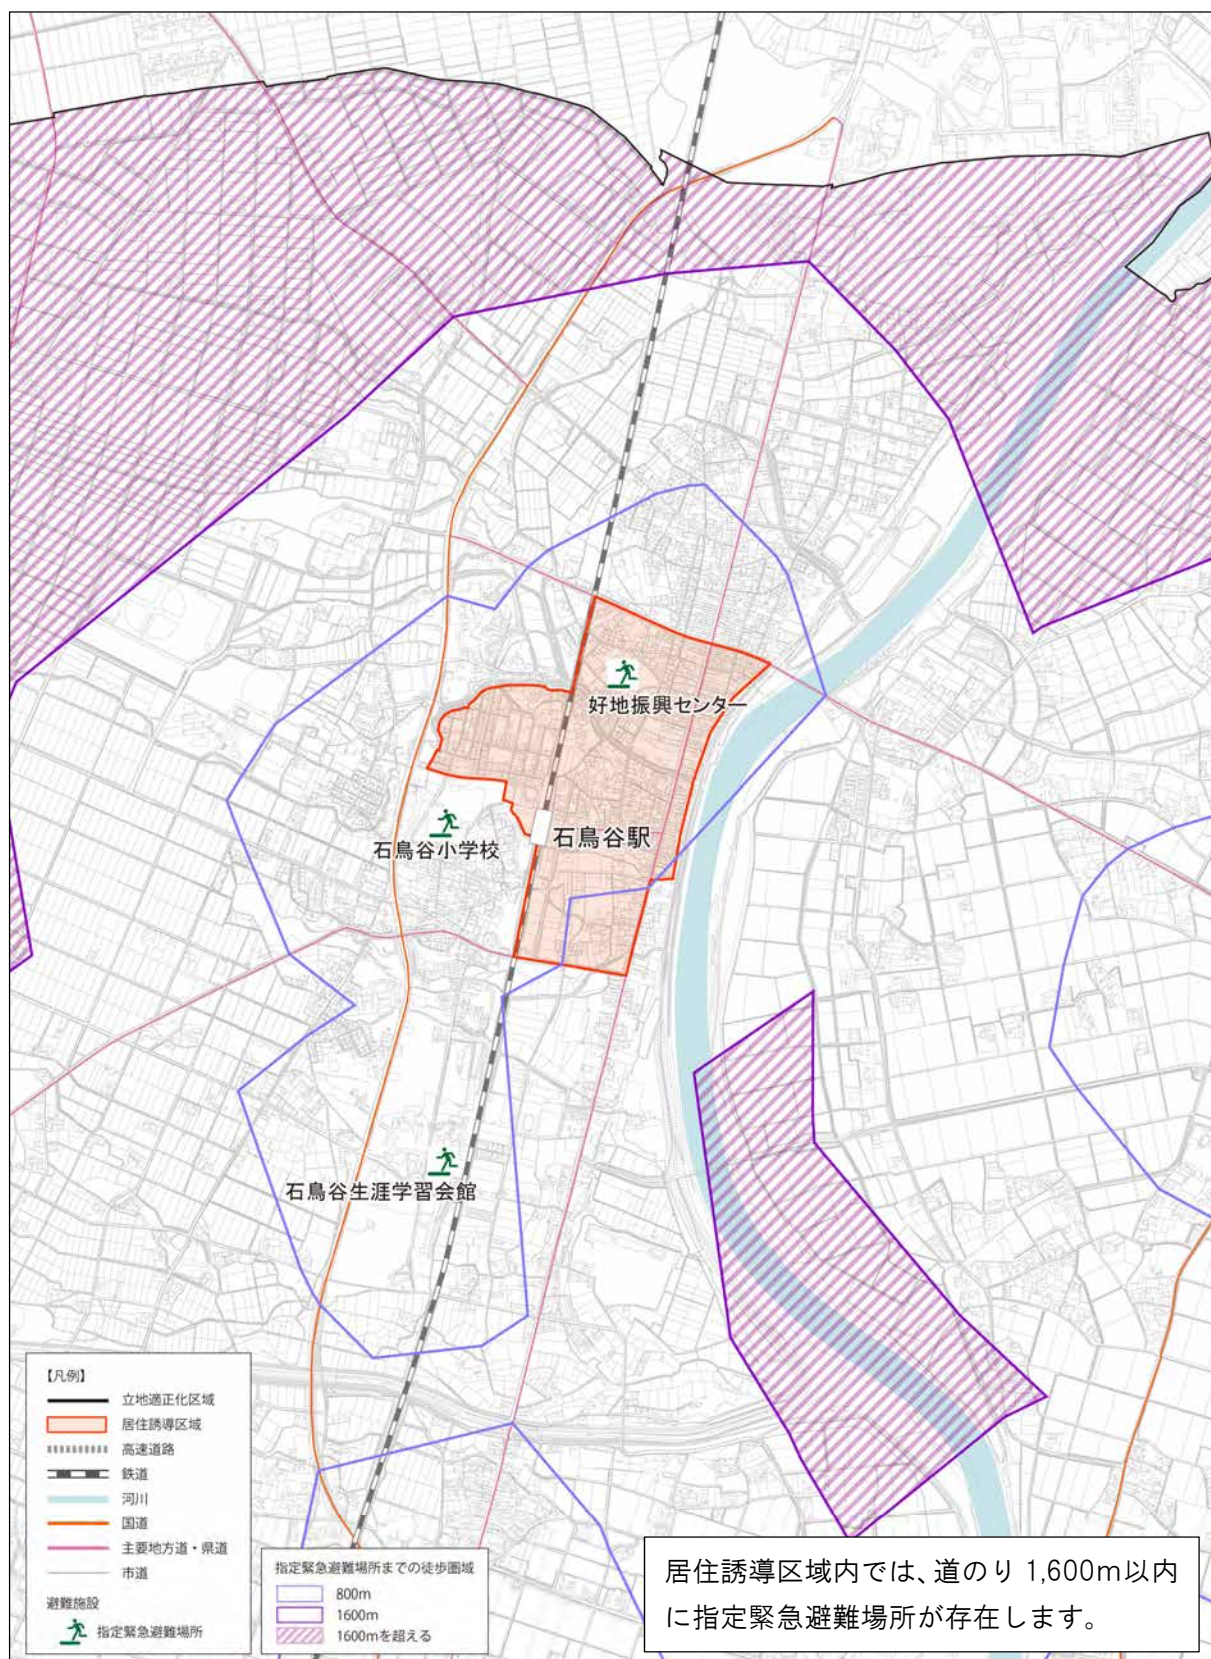 好地振興センター
石鳥谷小学校
石鳥谷駅
石鳥谷生涯学習会館
【凡例】
立地適正化区域
居住誘導区域
高速道路
鉄道
河川
国道
主要地方道・県道
市道
避難施設
指定緊急避難場所
指定緊急避難場所までの徒歩圏域
800m
1600m
1600mを超える
居住誘導区域内では、道のり 1,600m以内
に指定緊急避難場所が存在します。